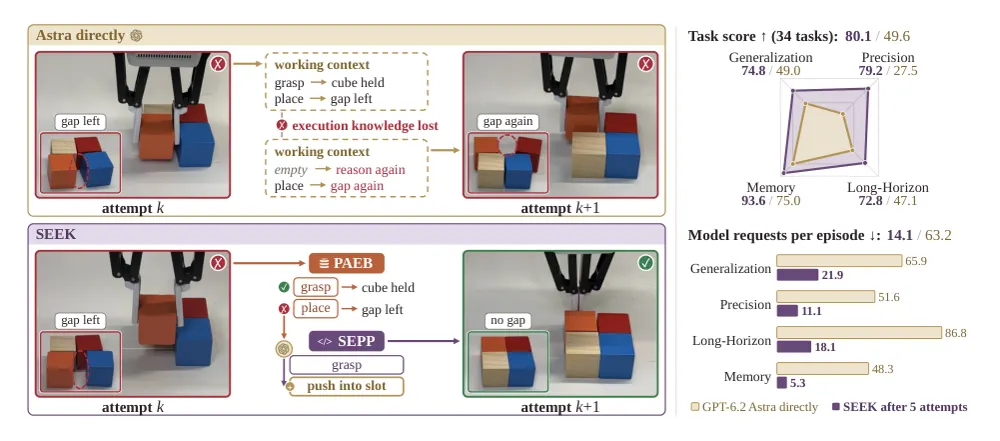 Astra directly
gap left
attempt k
working context
grasp → cube held
place → gap left
execution knowledge lost
working context
empty → reason again
place → gap again
gap again
attempt k+1
SEEK
gap left
attempt k
PAEB
grasp → cube held
place → gap left
</> SEPP
grasp
push into slot
no gap
attempt k+1
Task score ↑ (34 tasks): 80.1 / 49.6
Generalization
74.8 / 49.0
Precision
79.2 / 27.5
Memory
93.6 / 75.0
Long-Horizon
72.8 / 47.1
Model requests per episode ↓: 14.1 / 63.2
Generalization
65.9
21.9
Precision
51.6
11.1
Long-Horizon
86.8
18.1
Memory
48.3
5.3
GPT-6.2 Astra directly
SEEK after 5 attempts